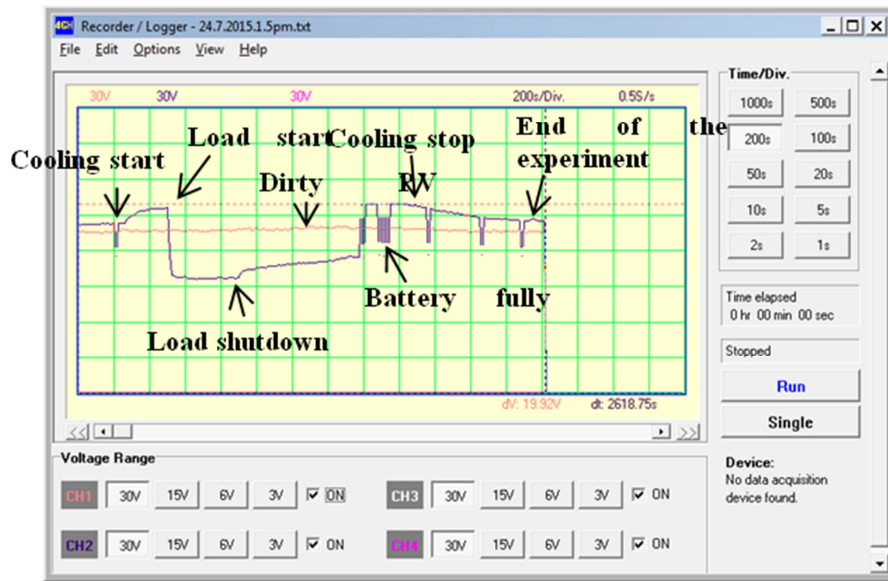 4CH Recorder / Logger - 24.7.2015.1.5pm.txt
File Edit Options View Help
30V 30V 30V 200s/Div. 0.5S/s
Cooling start
Load start
Cooling stop
End of the
experiment
Dirty PV
Battery fully
Load shutdown
dV: 19.92V dt: 2618.75s
<< >>
Time/Div.
1000s 500s
200s 100s
50s 20s
10s 5s
2s 1s
Time elapsed
0 hr 00 min 00 sec
Stopped
Run
Single
Device:
No data acquisition
device found.
Voltage Range
CH1 30V 15V 6V 3V ON
CH3 30V 15V 6V 3V ON
CH2 30V 15V 6V 3V ON
CH4 30V 15V 6V 3V ON